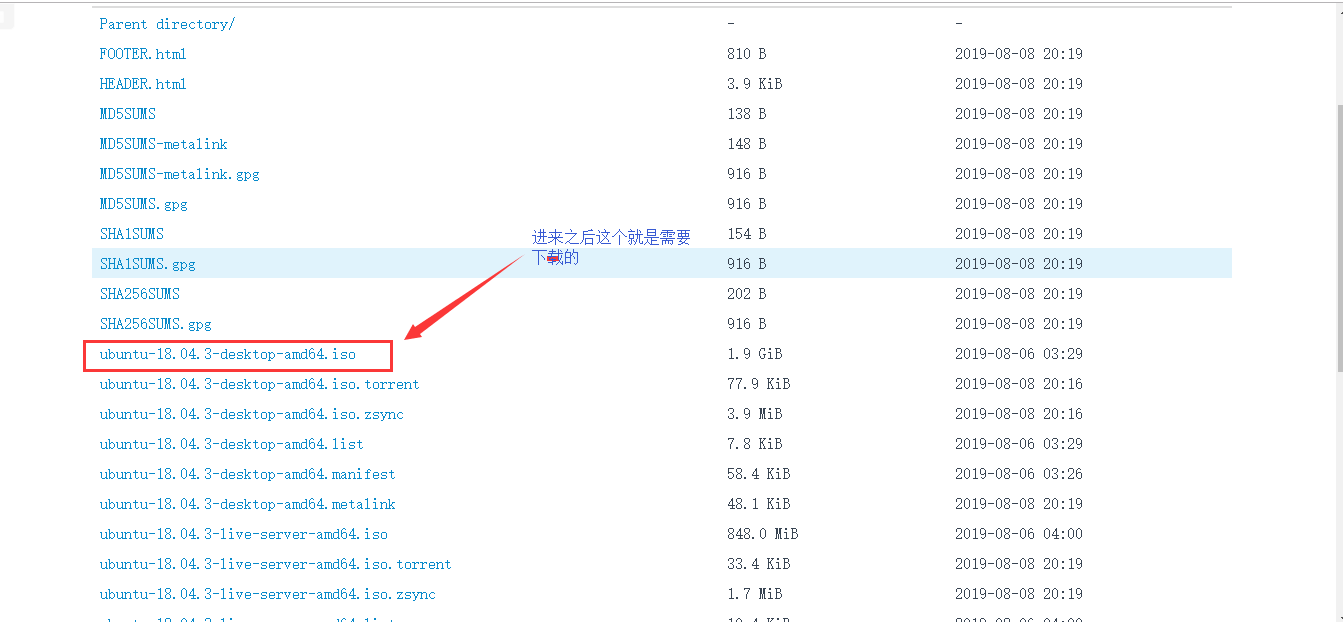 Parent directory/ - -
FOOTER.html 810 B 2019-08-08 20:19
HEADER.html 3.9 KiB 2019-08-08 20:19
MD5SUMS 138 B 2019-08-08 20:19
MD5SUMS-metalink 148 B 2019-08-08 20:19
MD5SUMS-metalink.gpg 916 B 2019-08-08 20:19
MD5SUMS.gpg 916 B 2019-08-08 20:19
SHA1SUMS 154 B 2019-08-08 20:19
进来之后这个就是需要
下载的
SHA1SUMS.gpg 916 B 2019-08-08 20:19
SHA256SUMS 202 B 2019-08-08 20:19
SHA256SUMS.gpg 916 B 2019-08-08 20:19
ubuntu-18.04.3-desktop-amd64.iso 1.9 GiB 2019-08-06 03:29
ubuntu-18.04.3-desktop-amd64.iso.torrent 77.9 KiB 2019-08-08 20:16
ubuntu-18.04.3-desktop-amd64.iso.zsync 3.9 MiB 2019-08-08 20:16
ubuntu-18.04.3-desktop-amd64.list 7.8 KiB 2019-08-06 03:29
ubuntu-18.04.3-desktop-amd64.manifest 58.4 KiB 2019-08-06 03:26
ubuntu-18.04.3-desktop-amd64.metalink 48.1 KiB 2019-08-08 20:19
ubuntu-18.04.3-live-server-amd64.iso 848.0 MiB 2019-08-06 04:00
ubuntu-18.04.3-live-server-amd64.iso.torrent 33.4 KiB 2019-08-08 20:19
ubuntu-18.04.3-live-server-amd64.iso.zsync 1.7 MiB 2019-08-08 20:19